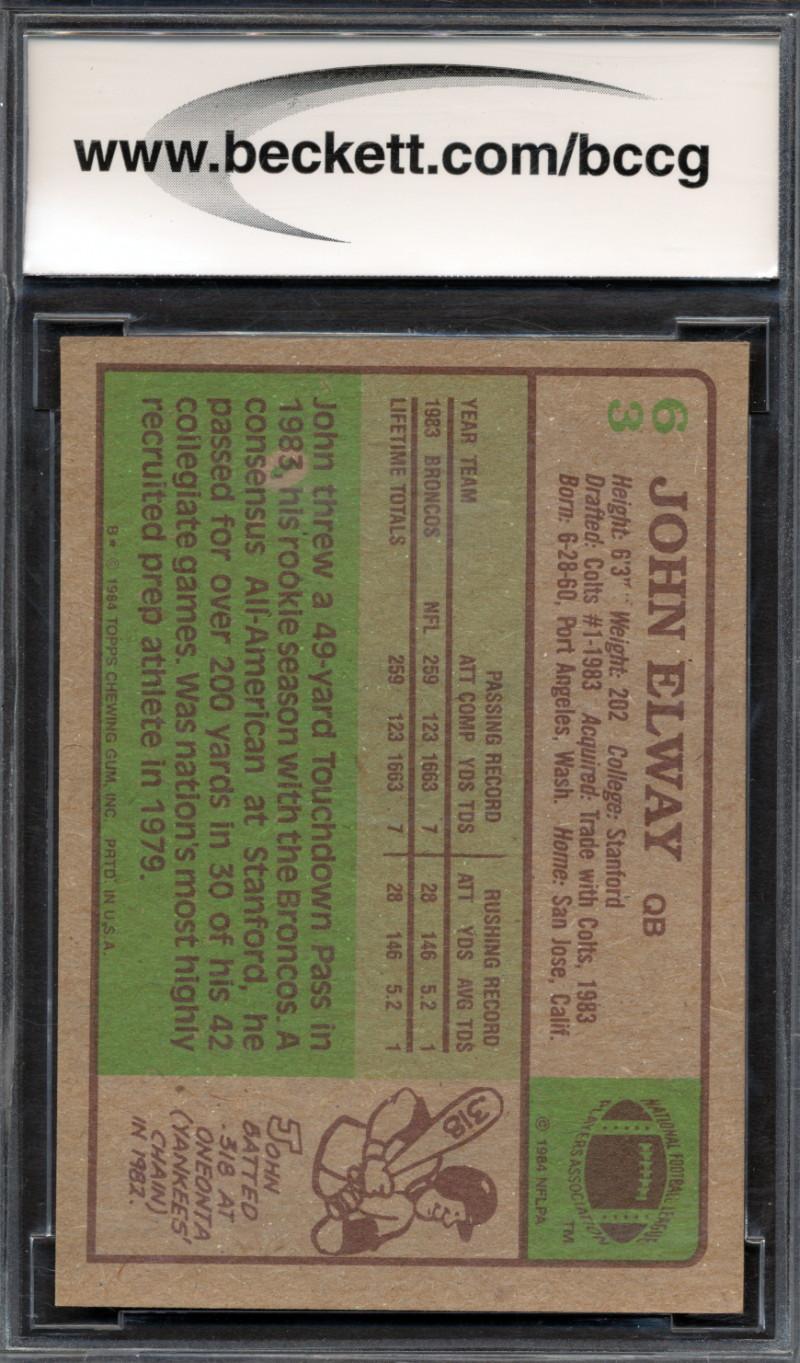 www.beckett.com/bccg
63
JOHN ELWAY QB
Height: 6'3" Weight: 202 College: Stanford
Drafted: Colts #1-1983 Acquired: Trade with Colts, 1983
Born: 6-28-60, Port Angeles, Wash. Home: San Jose, Calif.
NATIONAL FOOTBALL LEAGUE
PLAYERS ASSOCIATION TM
© 1984 NFLPA
PASSING RECORD RUSHING RECORD
YEAR TEAM ATT COMP YDS TDS ATT YDS AVG TDS
1983 BRONCOS NFL 259 123 1663 7 28 146 5.2 1
LIFETIME TOTALS 259 123 1663 7 28 146 5.2 1
John threw a 49-yard Touchdown Pass in
1983, his rookie season with the Broncos. A
consensus All-American at Stanford, he
passed for over 200 yards in 30 of his 42
collegiate games. Was nation's most highly
recruited prep athlete in 1979.
318
JOHN
BATTED
.318 AT
ONEONTA
(YANKEES'
CHAIN)
IN 1982.
B* © 1984 TOPPS CHEWING GUM, INC. PRTD. IN U.S.A.